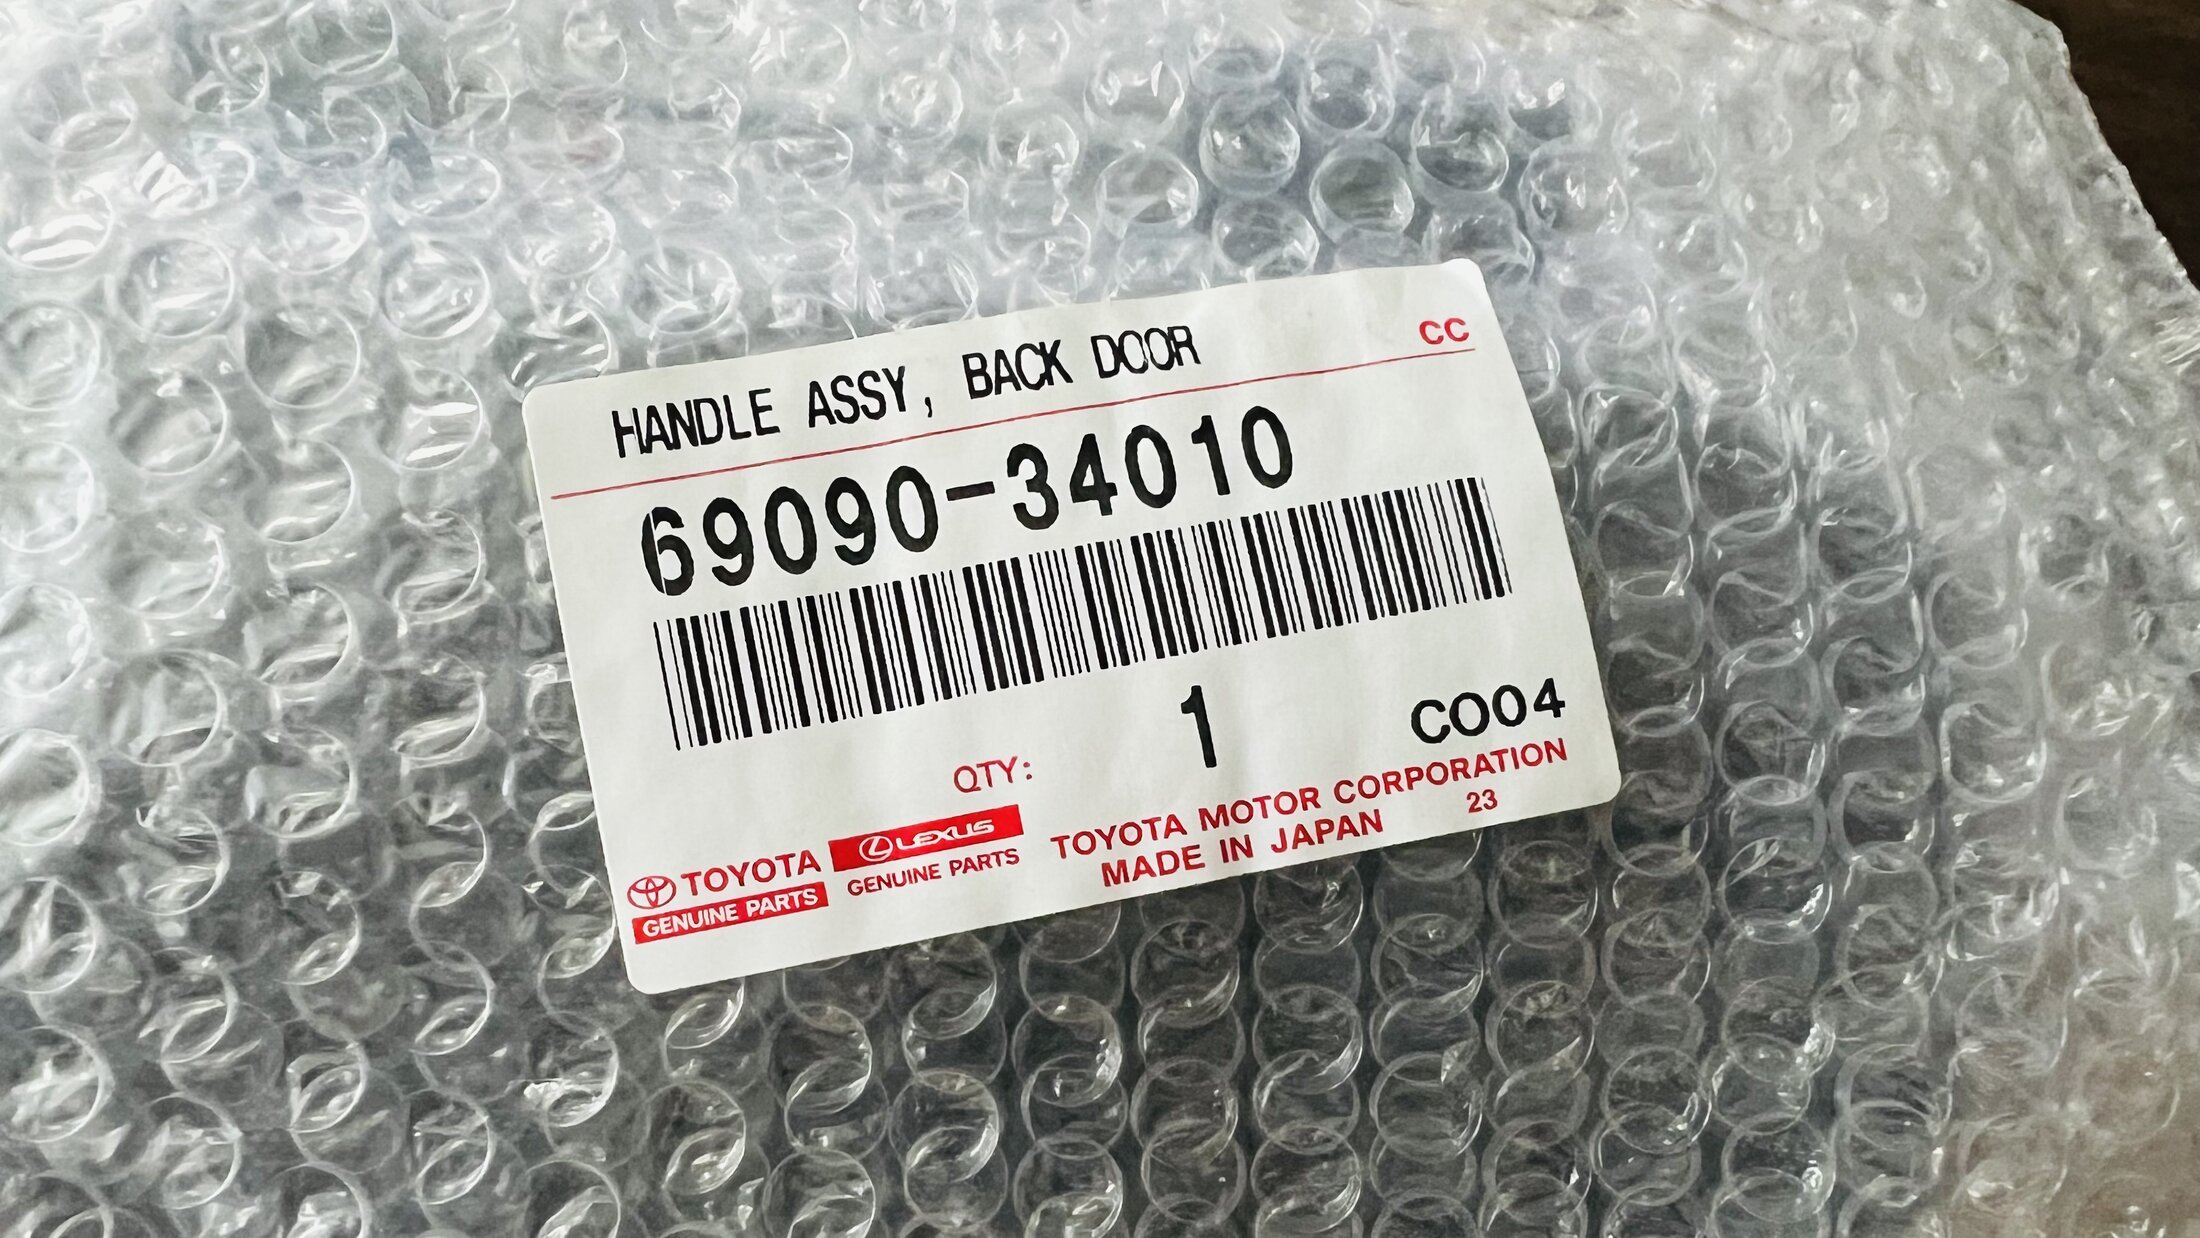 HANDLE ASSY, BACK DOOR CC
69090-34010
QTY: 1 C004
TOYOTA
GENUINE PARTS
LEXUS
GENUINE PARTS
TOYOTA MOTOR CORPORATION
MADE IN JAPAN 23